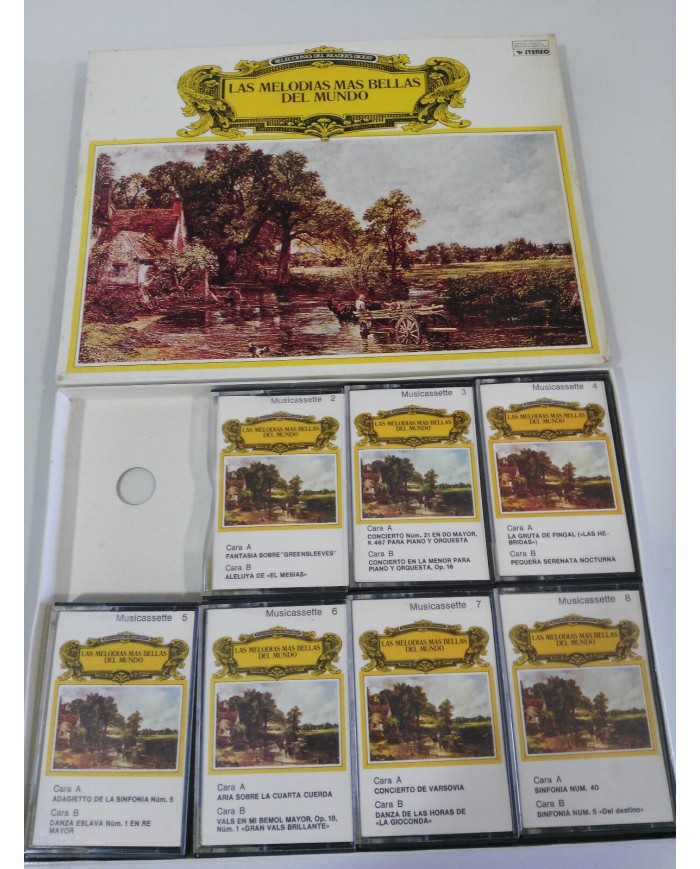 SELECCIONES DEL READER'S DIGEST
STEREO
LAS MELODIAS MAS BELLAS
DEL MUNDO
Musicassette 2
LAS MELODIAS MAS BELLAS
DEL MUNDO
Cara A
FANTASIA SOBRE "GREENSLEEVES"
Cara B
ALELUYA DE «EL MESIAS»
Musicassette 3
LAS MELODIAS MAS BELLAS
DEL MUNDO
Cara A
CONCIERTO Núm. 21 EN DO MAYOR,
K 467 PARA PIANO Y ORQUESTA
Cara B
CONCIERTO EN LA MENOR PARA
PIANO Y ORQUESTA, Op. 16
Musicassette 4
LAS MELODIAS MAS BELLAS
DEL MUNDO
Cara A
LA GRUTA DE FINGAL («LAS HE-
BRIDAS»)
Cara B
PEQUEÑA SERENATA NOCTURNA
Musicassette 5
LAS MELODIAS MAS BELLAS
DEL MUNDO
Cara A
ADAGIETTO DE LA SINFONIA Núm. 5
Cara B
DANZA ESLAVA Núm. 1 EN RE
MAYOR
Musicassette 6
LAS MELODIAS MAS BELLAS
DEL MUNDO
Cara A
ARIA SOBRE LA CUARTA CUERDA
Cara B
VALS EN MI BEMOL MAYOR, Op. 18,
Núm. 1 «GRAN VALS BRILLANTE»
Musicassette 7
LAS MELODIAS MAS BELLAS
DEL MUNDO
Cara A
CONCIERTO DE VARSOVIA
Cara B
DANZA DE LAS HORAS DE
«LA GIOCONDA»
Musicassette 8
LAS MELODIAS MAS BELLAS
DEL MUNDO
Cara A
SINFONIA NUM. 40
Cara B
SINFONIA NUM. 5 «Del destino»